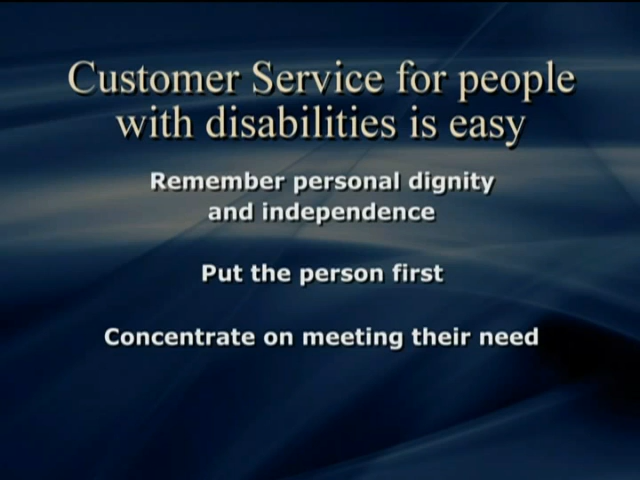 Customer Service for people
with disabilities is easy
Remember personal dignity
and independence
Put the person first
Concentrate on meeting their need